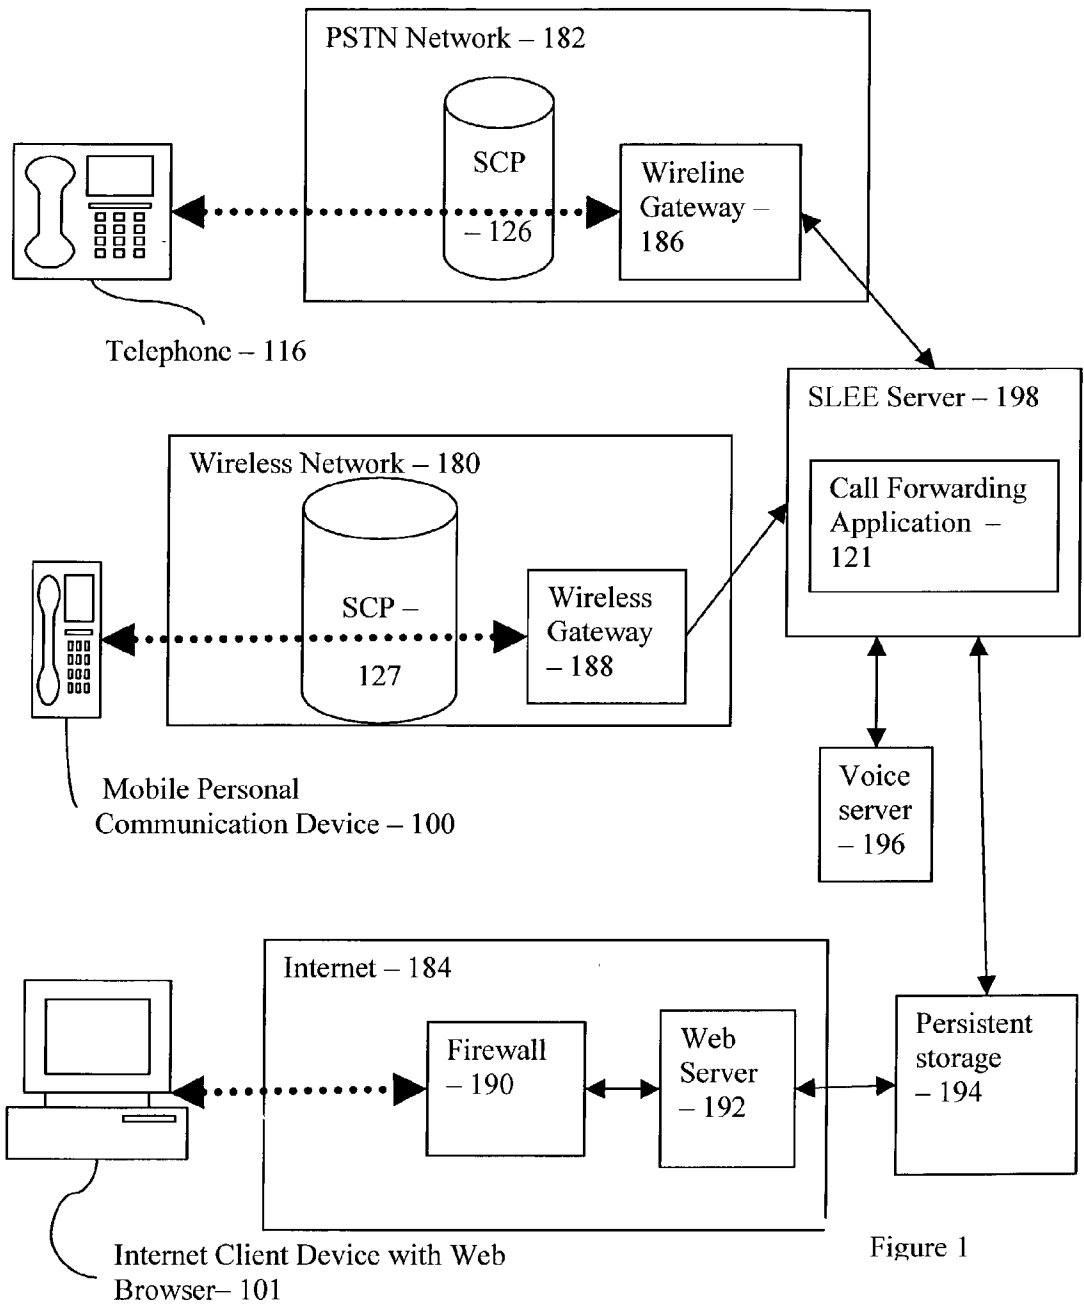 PSTN Network – 182
SCP
– 126
Wireline
Gateway –
186
Telephone – 116
SLEE Server – 198
Call Forwarding
Application –
121
Wireless Network – 180
SCP –
127
Wireless
Gateway
– 188
Mobile Personal
Communication Device – 100
Voice
server
– 196
Internet – 184
Firewall
– 190
Web
Server
– 192
Persistent
storage
– 194
Internet Client Device with Web
Browser– 101
Figure 1